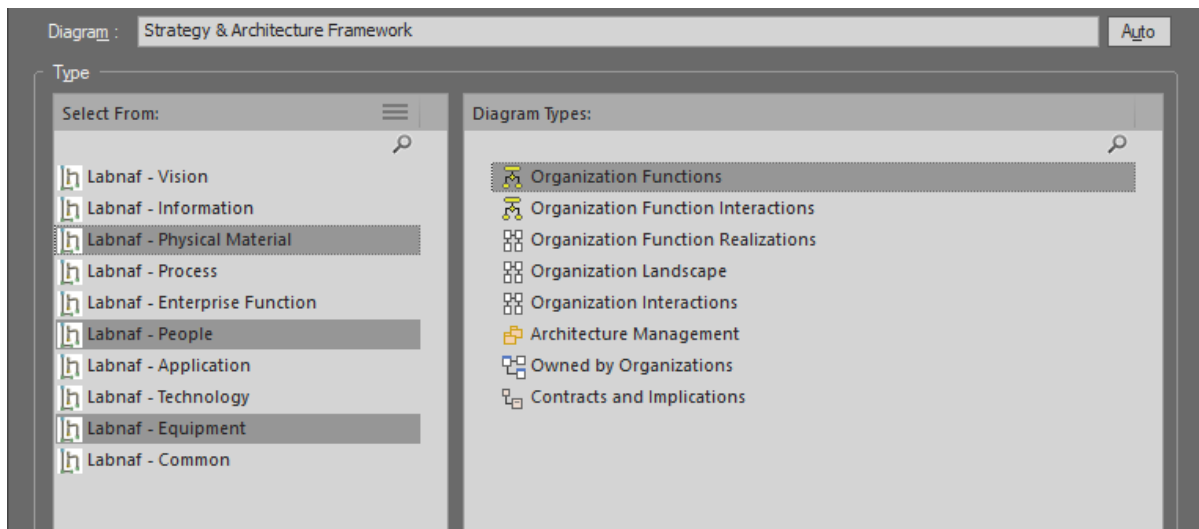 Diagram : Strategy & Architecture Framework Auto
Type
Select From:
Labnaf - Vision
Labnaf - Information
Labnaf - Physical Material
Labnaf - Process
Labnaf - Enterprise Function
Labnaf - People
Labnaf - Application
Labnaf - Technology
Labnaf - Equipment
Labnaf - Common
Diagram Types:
Organization Functions
Organization Function Interactions
Organization Function Realizations
Organization Landscape
Organization Interactions
Architecture Management
Owned by Organizations
Contracts and Implications